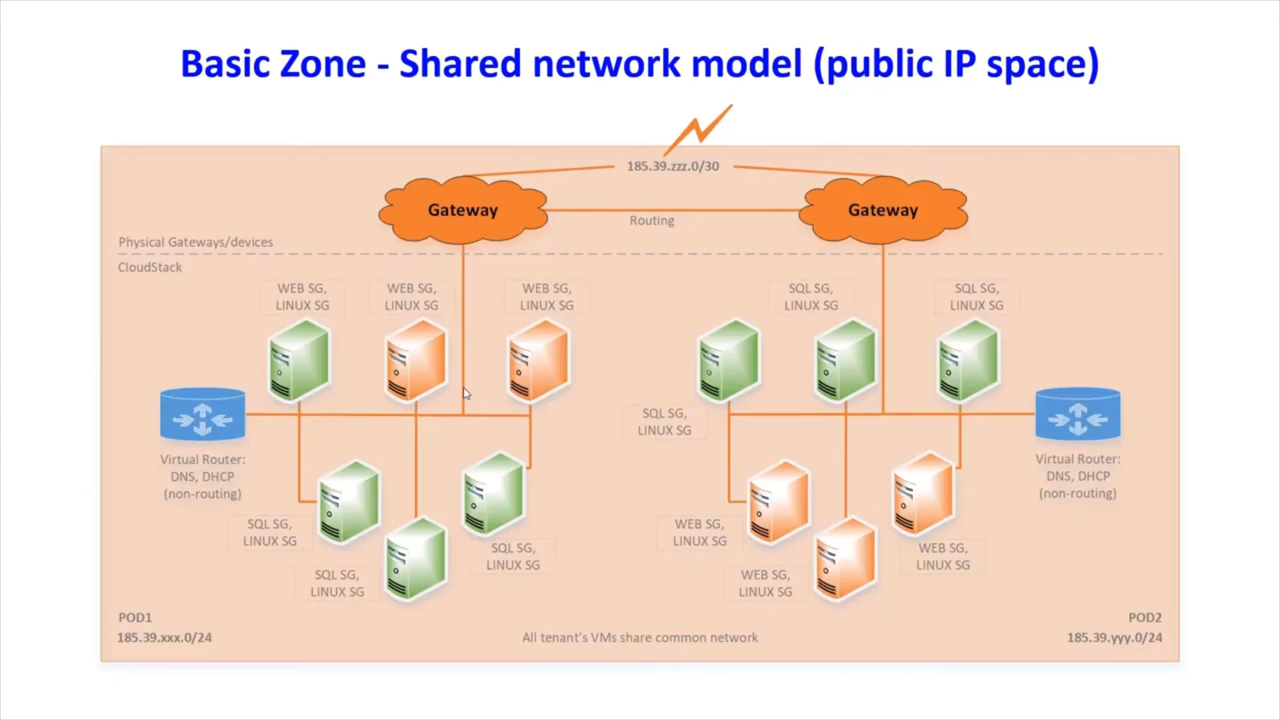 Basic Zone - Shared network model (public IP space)
185.39.zzz.0/30
Gateway
Gateway
Routing
Physical Gateways/devices
CloudStack
WEB SG,
LINUX SG
WEB SG,
LINUX SG
WEB SG,
LINUX SG
SQL SG,
LINUX SG
SQL SG,
LINUX SG
SQL SG,
LINUX SG
Virtual Router:
DNS, DHCP
(non-routing)
Virtual Router:
DNS, DHCP
(non-routing)
SQL SG,
LINUX SG
SQL SG,
LINUX SG
SQL SG,
LINUX SG
WEB SG,
LINUX SG
WEB SG,
LINUX SG
WEB SG,
LINUX SG
POD1
185.39.xxx.0/24
All tenant's VMs share common network
POD2
185.39.yyy.0/24